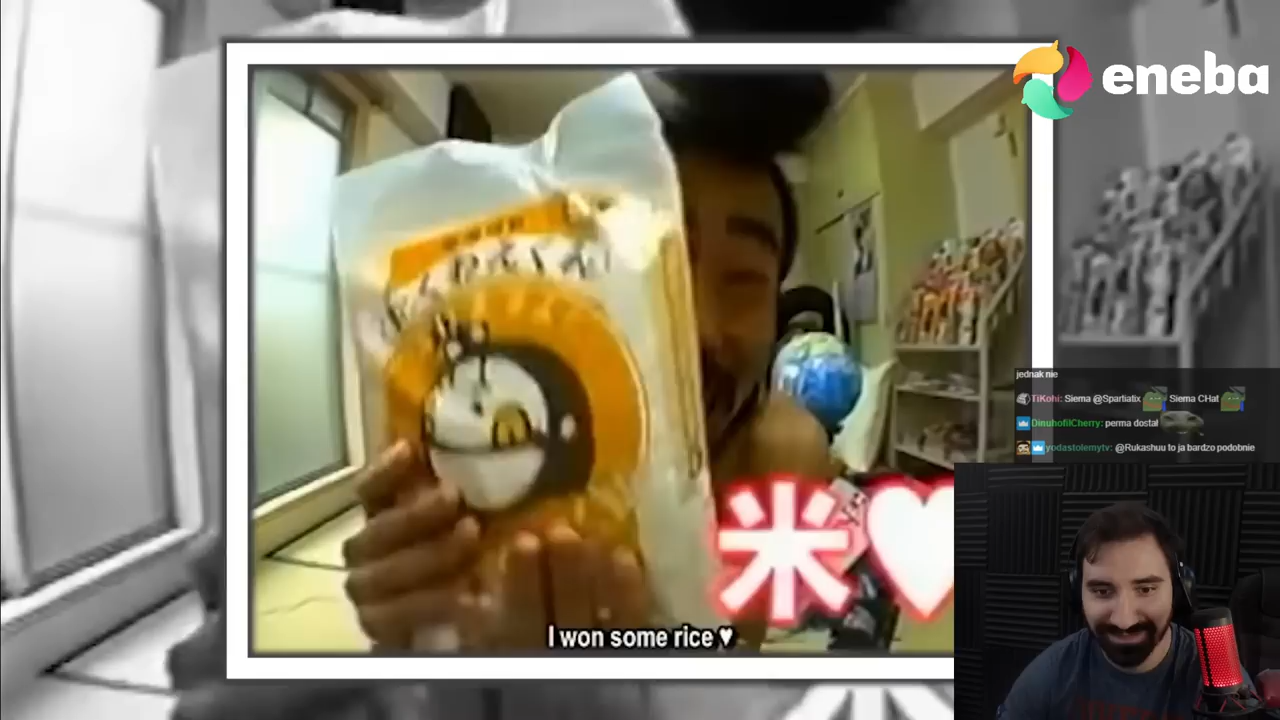 eneba
jednak nie
TiKohi: Siema @Spartiatix Siema CHat
DinuhofilCherry: perma dostal
yodastolemytv: @Rukashuu to ja bardzo podobnie
米♥
I won some rice ♥